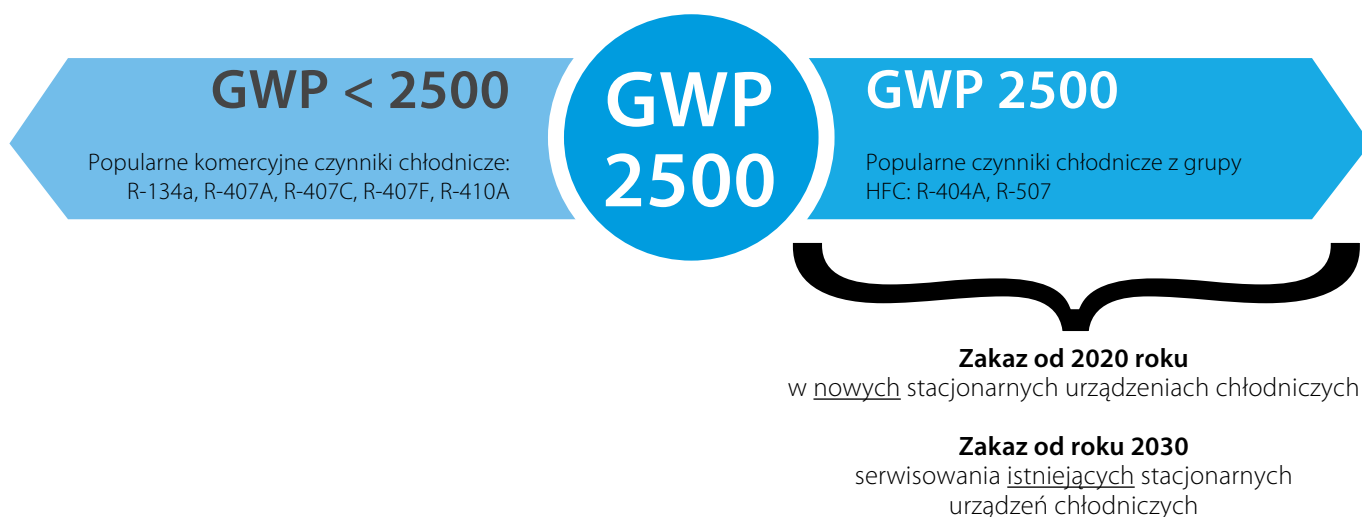 GWP < 2500
Popularne komercyjne czynniki chłodnicze:
R-134a, R-407A, R-407C, R-407F, R-410A
GWP
2500
GWP 2500
Popularne czynniki chłodnicze z grupy
HFC: R-404A, R-507
Zakaz od 2020 roku
w nowych stacjonarnych urządzeniach chłodniczych
Zakaz od roku 2030
serwisowania istniejących stacjonarnych
urządzeń chłodniczych